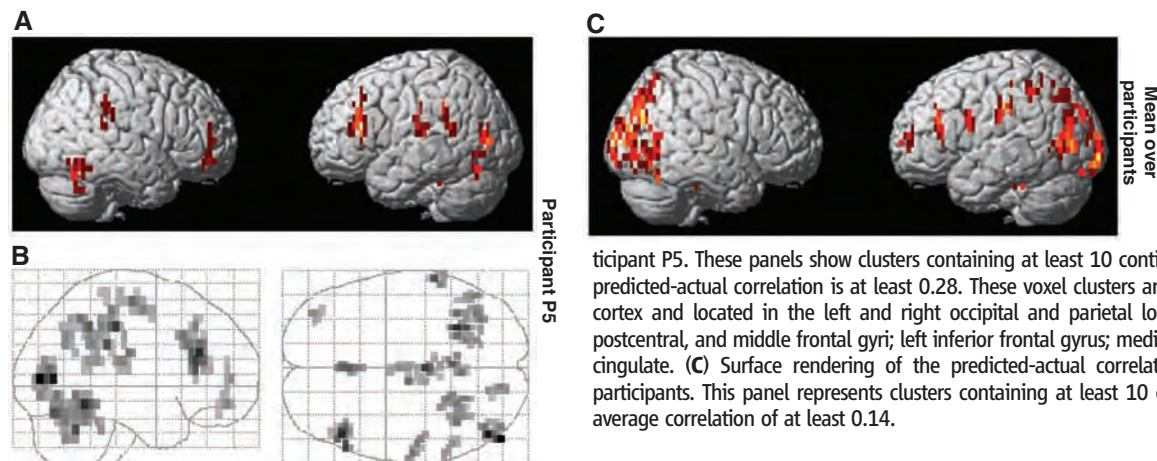 A
C
Mean over
participants
Participant P5
B
ticipant P5. These panels show clusters containing at least 10 conti
predicted-actual correlation is at least 0.28. These voxel clusters ar
cortex and located in the left and right occipital and parietal lo
postcentral, and middle frontal gyri; left inferior frontal gyrus; medi
cingulate. (C) Surface rendering of the predicted-actual correlat
participants. This panel represents clusters containing at least 10
average correlation of at least 0.14.